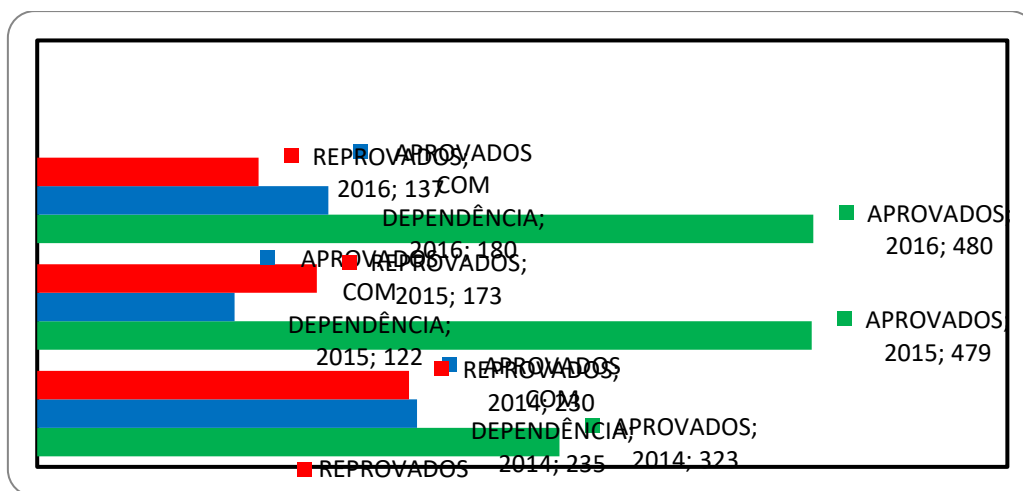 REPROVADOS;
2016; 137
APROVADOS
COM
DEPENDÊNCIA;
2016; 180
APROVADOS;
2016; 480
REPROVADOS;
2015; 173
APROVADOS
COM
DEPENDÊNCIA;
2015; 122
APROVADOS;
2015; 479
REPROVADOS;
2014; 230
APROVADOS
COM
DEPENDÊNCIA;
2014; 235
APROVADOS;
2014; 323
REPROVADOS